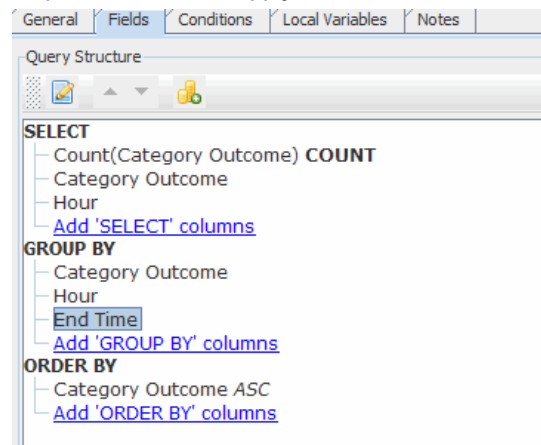 General Fields Conditions Local Variables Notes
Query Structure
SELECT
Count(Category Outcome) COUNT
Category Outcome
Hour
Add 'SELECT' columns
GROUP BY
Category Outcome
Hour
End Time
Add 'GROUP BY' columns
ORDER BY
Category Outcome ASC
Add 'ORDER BY' columns